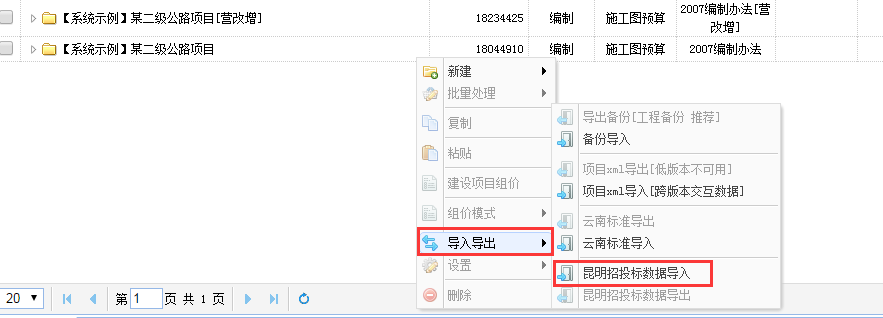 【系统示例】某二级公路项目[营改增] 18234425 编制 施工图预算 2007编制办法[营
改增]
【系统示例】某二级公路项目 18044910 编制 施工图预算 2007编制办法
新建
批量处理
复制
粘贴
建设项目组价
组价模式
导入导出
设置
删除
导出备份[工程备份 推荐]
备份导入
项目xml导出[低版本不可用]
项目xml导入[跨版本交互数据]
云南标准导出
云南标准导入
昆明招投标数据导入
昆明招投标数据导出
20 第 1 页 共 1 页